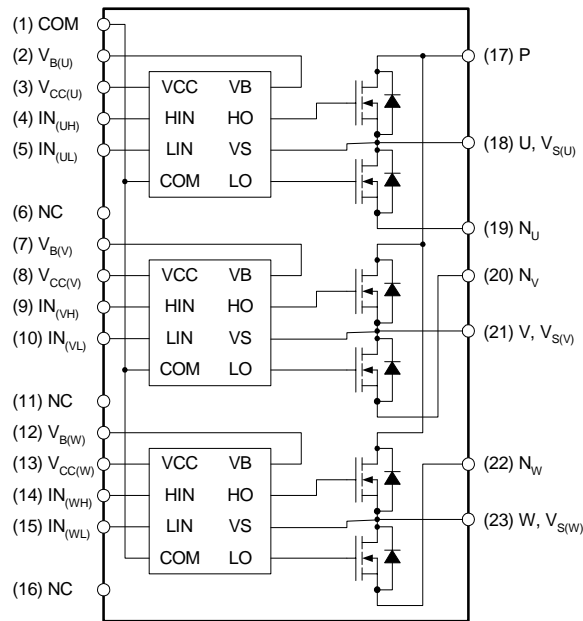 (1) COM
(2) VB(U)
(3) VCC(U)
(4) IN(UH)
(5) IN(UL)
(6) NC
(7) VB(V)
(8) VCC(V)
(9) IN(VH)
(10) IN(VL)
(11) NC
(12) VB(W)
(13) VCC(W)
(14) IN(WH)
(15) IN(WL)
(16) NC
VCC VB
HIN HO
LIN VS
COM LO
VCC VB
HIN HO
LIN VS
COM LO
VCC VB
HIN HO
LIN VS
COM LO
(17) P
(18) U, VS(U)
(19) NU
(20) NV
(21) V, VS(V)
(22) NW
(23) W, VS(W)